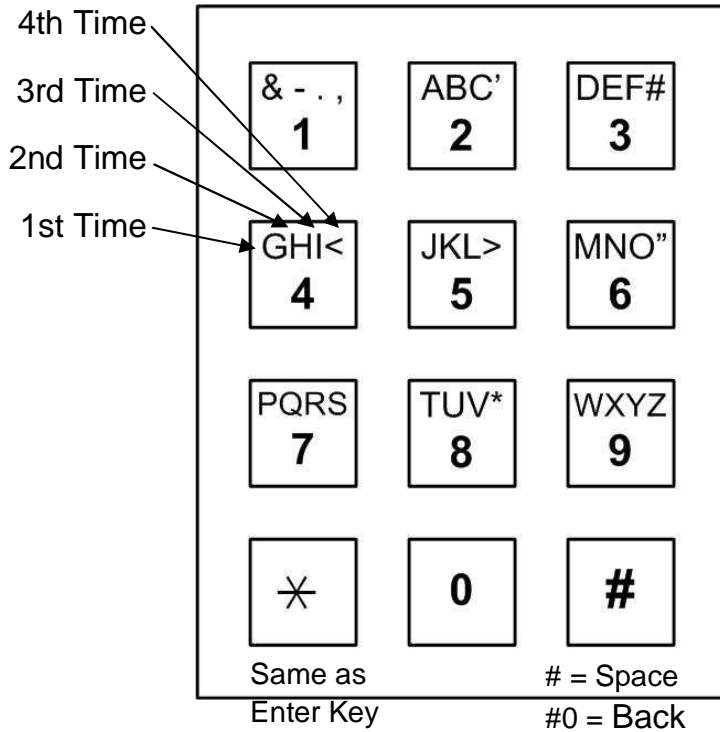 4th Time
3rd Time
2nd Time
1st Time
& - . ,
1
ABC’
2
DEF#
3
GHI<
4
JKL>
5
MNO”
6
PQRS
7
TUV*
8
WXYZ
9
*
0
#
Same as
Enter Key
# = Space
#0 = Back